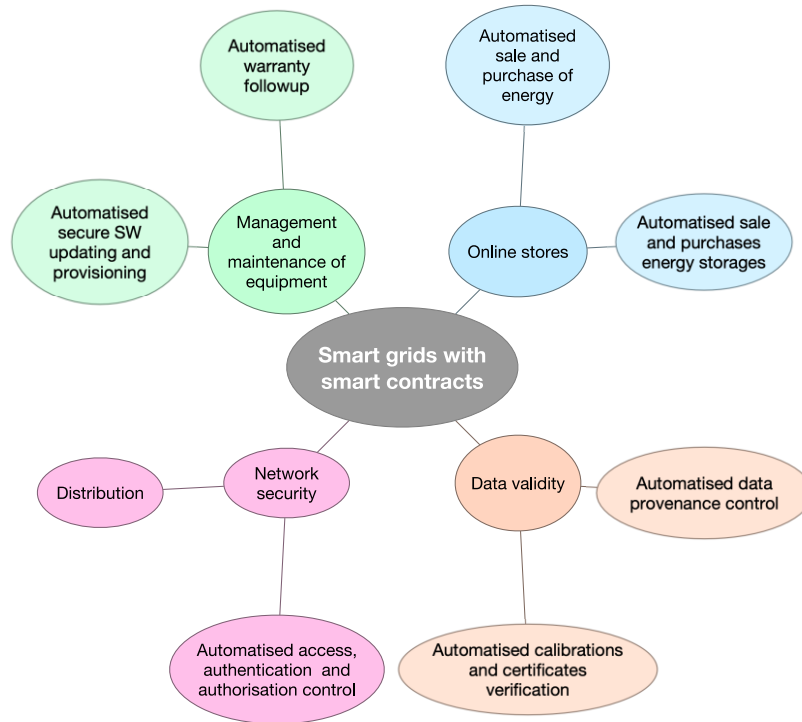 Automatised
warranty
followup
Automatised
sale and
purchase of
energy
Automatised
secure SW
updating and
provisioning
Management
and
maintenance of
equipment
Online stores
Automatised sale
and purchases
energy storages
Smart grids with
smart contracts
Distribution
Network
security
Data validity
Automatised data
provenance control
Automatised access,
authentication and
authorisation control
Automatised calibrations
and certificates
verification